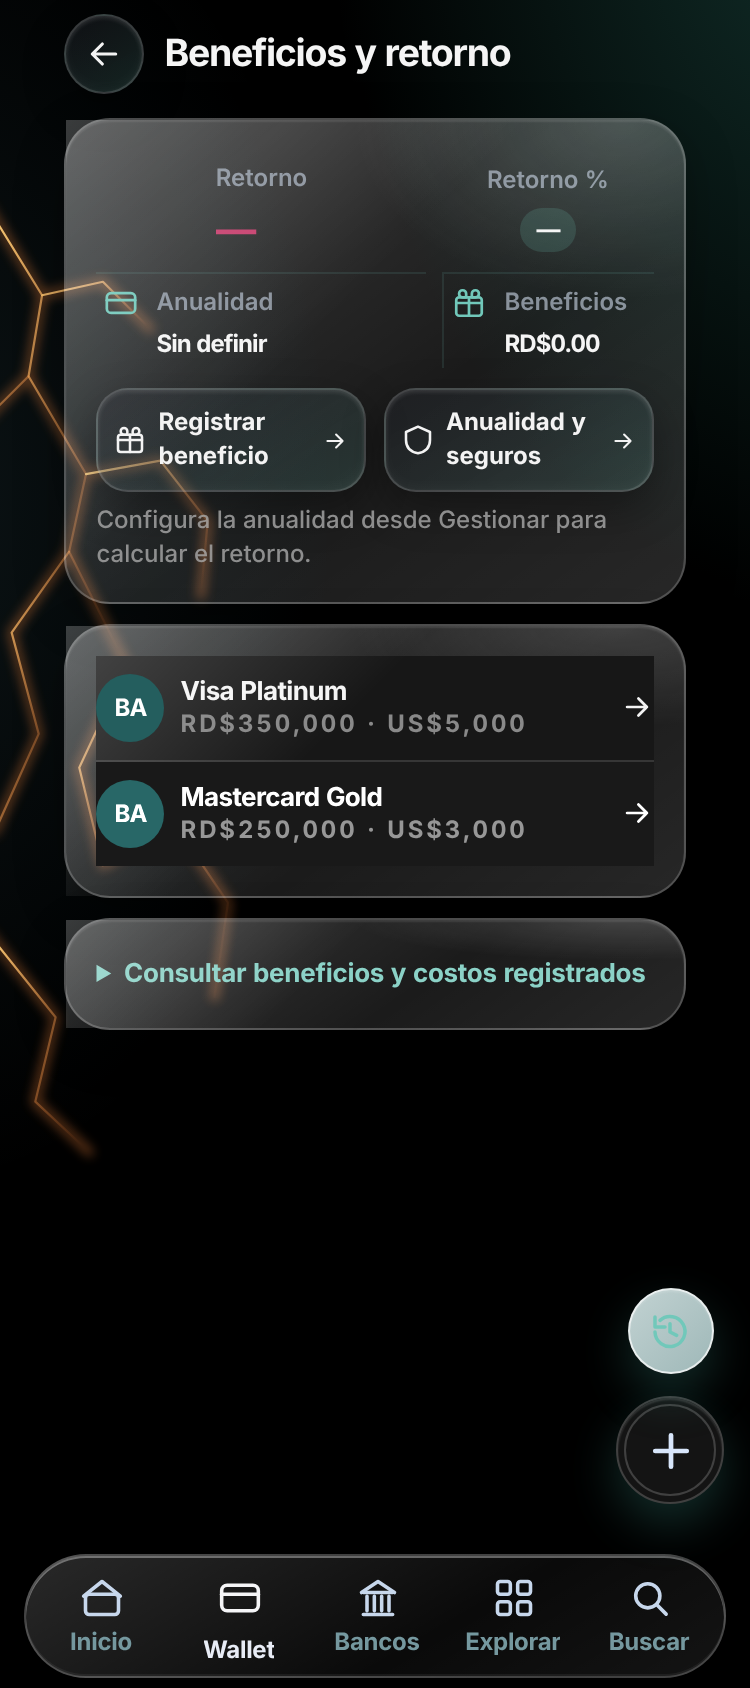 Beneficios y retorno
Retorno
Retorno %
—
—
Anualidad
Beneficios
Sin definir
RD$0.00
Registrar
beneficio
Anualidad y
seguros
Configura la anualidad desde Gestionar para
calcular el retorno.
BA
Visa Platinum
RD$350,000 · US$5,000
BA
Mastercard Gold
RD$250,000 · US$3,000
Consultar beneficios y costos registrados
Inicio
Wallet
Bancos
Explorar
Buscar